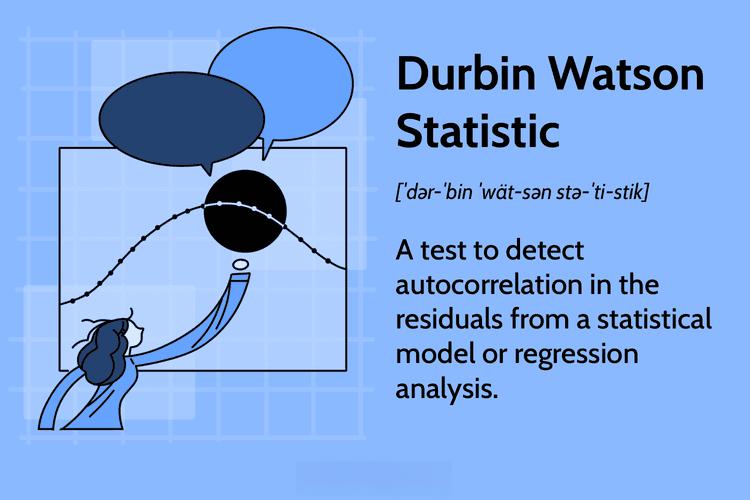 Durbin Watson
Statistic
[ˈdər-ˈbin ˈwät-sən stə-ˈti-stik]
A test to detect
autocorrelation in the
residuals from a statistical
model or regression
analysis.